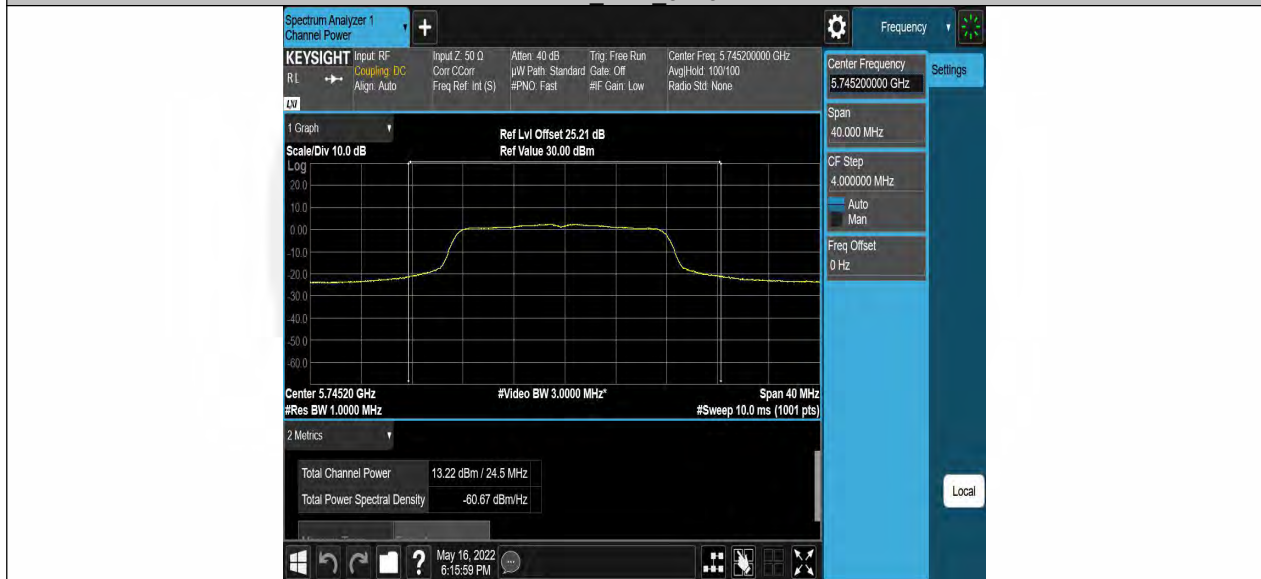 Spectrum Analyzer 1
Channel Power
+
Frequency
KEYSIGHT
RL
LXI
Input: RF
Coupling: DC
Align: Auto
Input Z: 50 Ω
Corr CCorr
Freq Ref: Int (S)
Atten: 40 dB
µW Path: Standard
#PNO: Fast
Trig: Free Run
Gate: Off
#IF Gain: Low
Center Freq: 5.745200000 GHz
Avg|Hold: 100/100
Radio Std: None
Center Frequency
5.745200000 GHz
Settings
Span
40.000 MHz
CF Step
4.000000 MHz
Auto
Man
Freq Offset
0 Hz
1 Graph
Scale/Div 10.0 dB
Ref Lvl Offset 25.21 dB
Ref Value 30.00 dBm
Log
20.0
10.0
0.00
-10.0
-20.0
-30.0
-40.0
-50.0
-60.0
Center 5.74520 GHz
#Video BW 3.0000 MHz*
Span 40 MHz
#Res BW 1.0000 MHz
#Sweep 10.0 ms (1001 pts)
2 Metrics
Total Channel Power 13.22 dBm / 24.5 MHz
Total Power Spectral Density -60.67 dBm/Hz
Local
?
May 16, 2022
6:15:59 PM